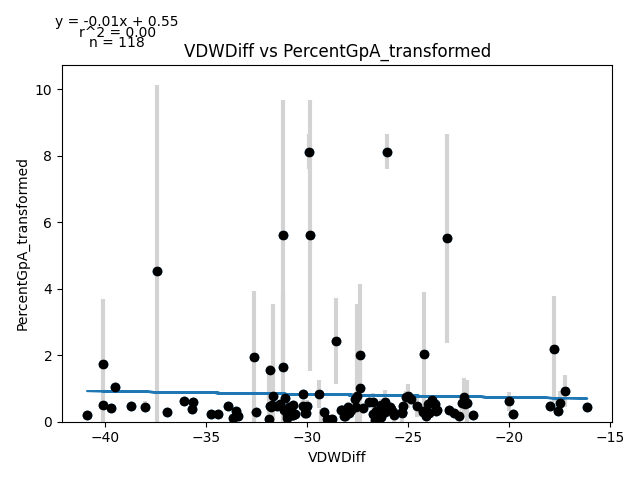 y = -0.01x + 0.55
r^2 = 0.00
n = 118
VDWDiff vs PercentGpA_transformed
PercentGpA_transformed
10
8
6
4
2
0
−40
−35
−30
−25
−20
−15
VDWDiff